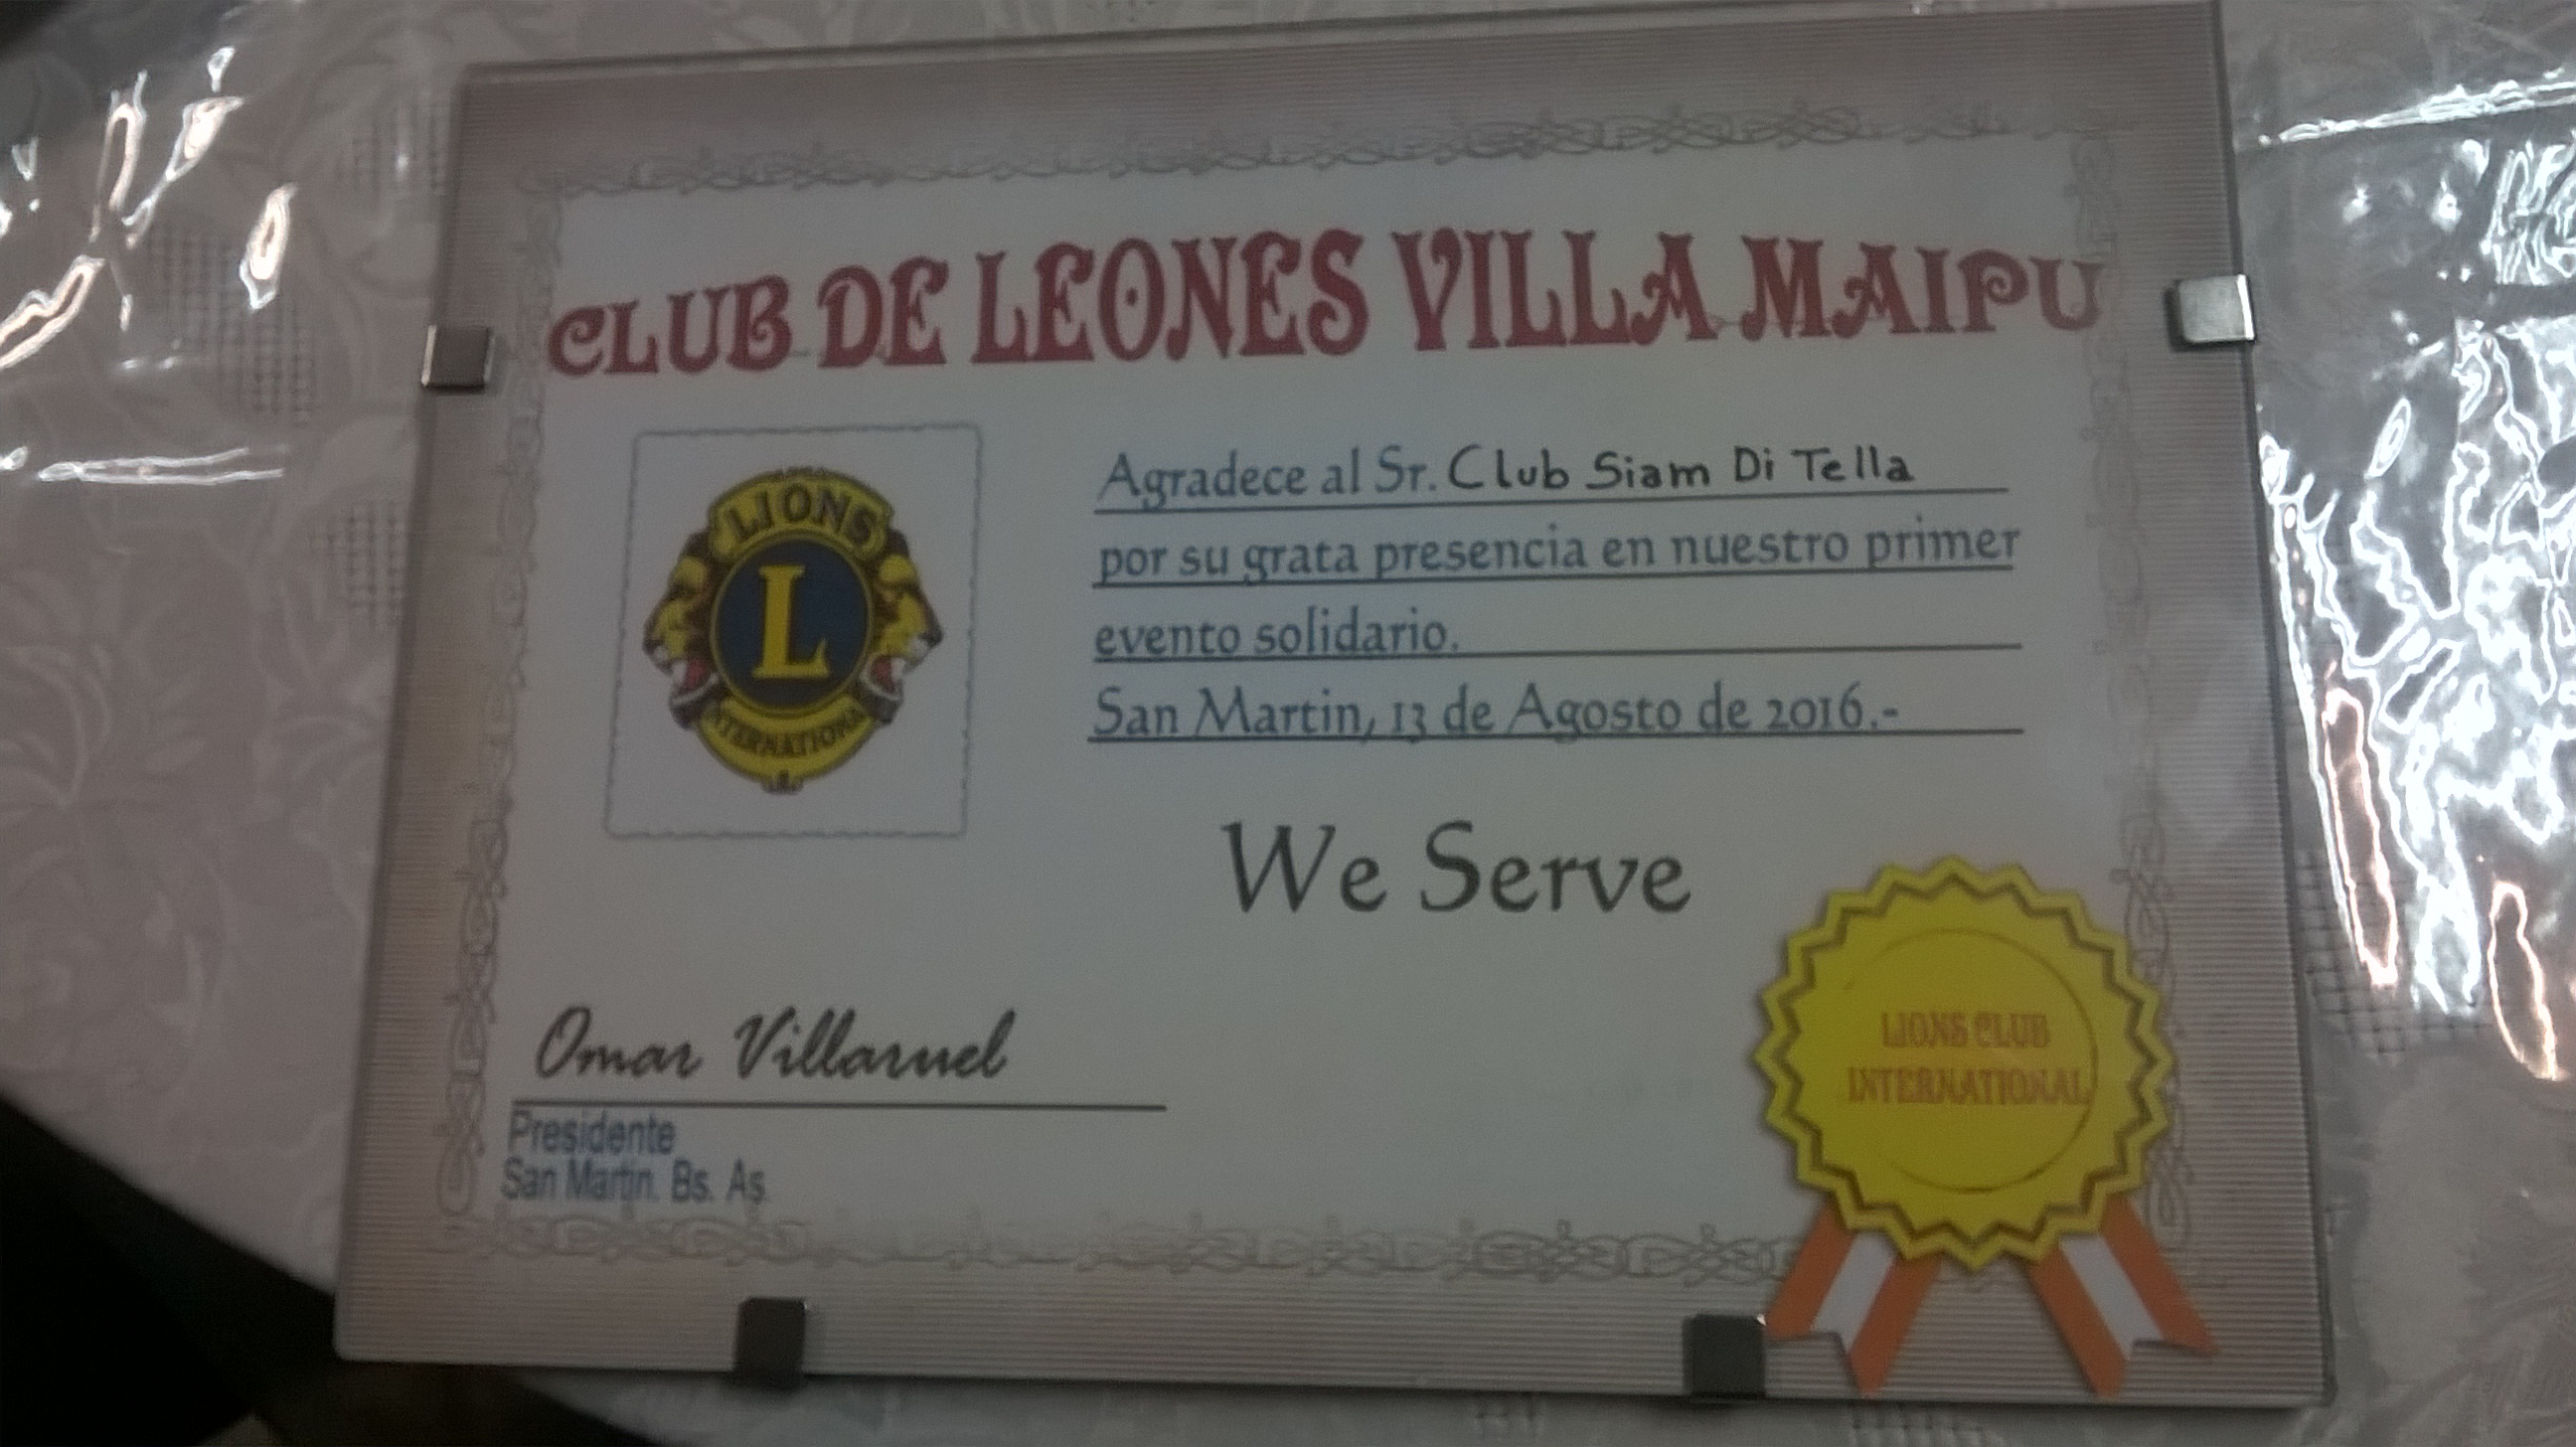 CLUB DE LEONES VILLA MAIPU
LIONS
L
INTERNATIONAL
Agradece al Sr. Club Siam Di Tella
por su grata presencia en nuestro primer
evento solidario.
San Martin, 13 de Agosto de 2016.-
We Serve
Omar Villaruel
Presidente
San Martin. Bs. As.
LIONS CLUB
INTERNATIONAL